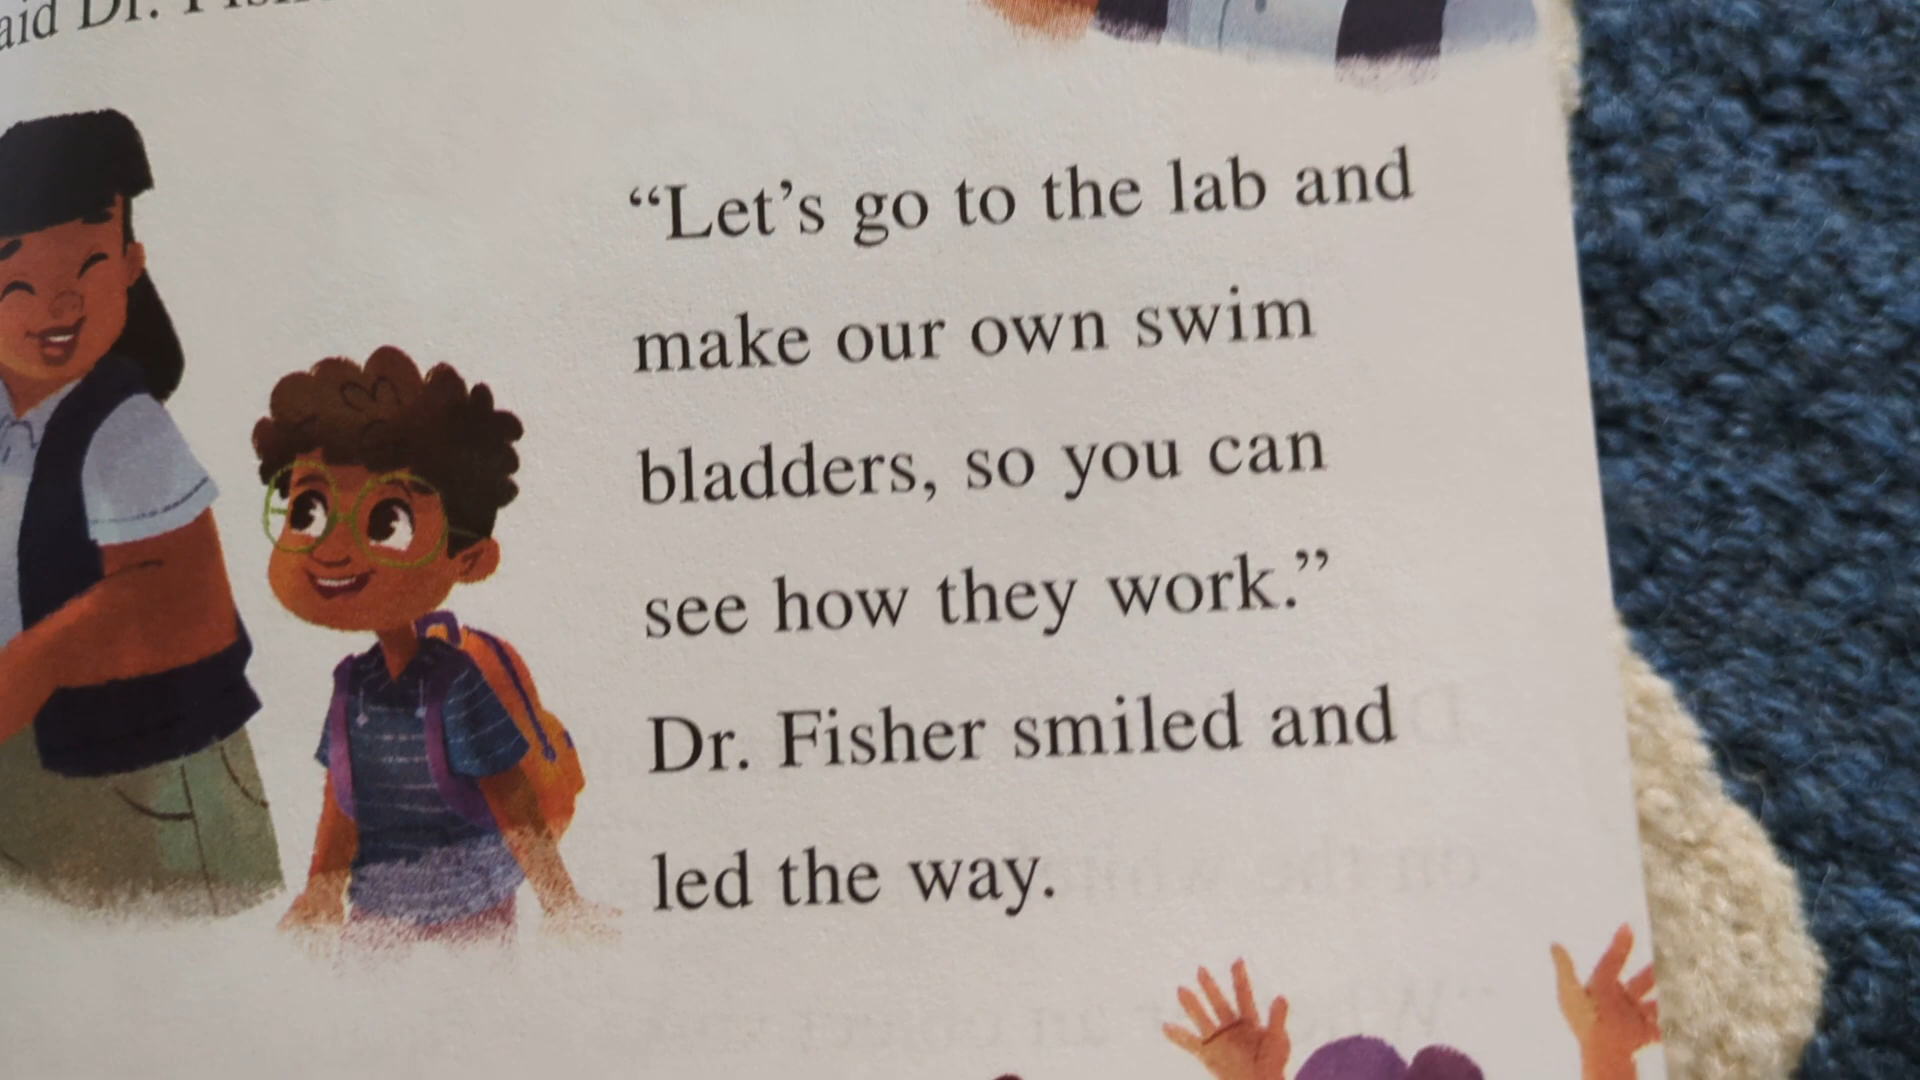 Dr.
“Let’s go to the lab and
make our own swim
bladders, so you can
see how they work.”
Dr. Fisher smiled and
led the way.